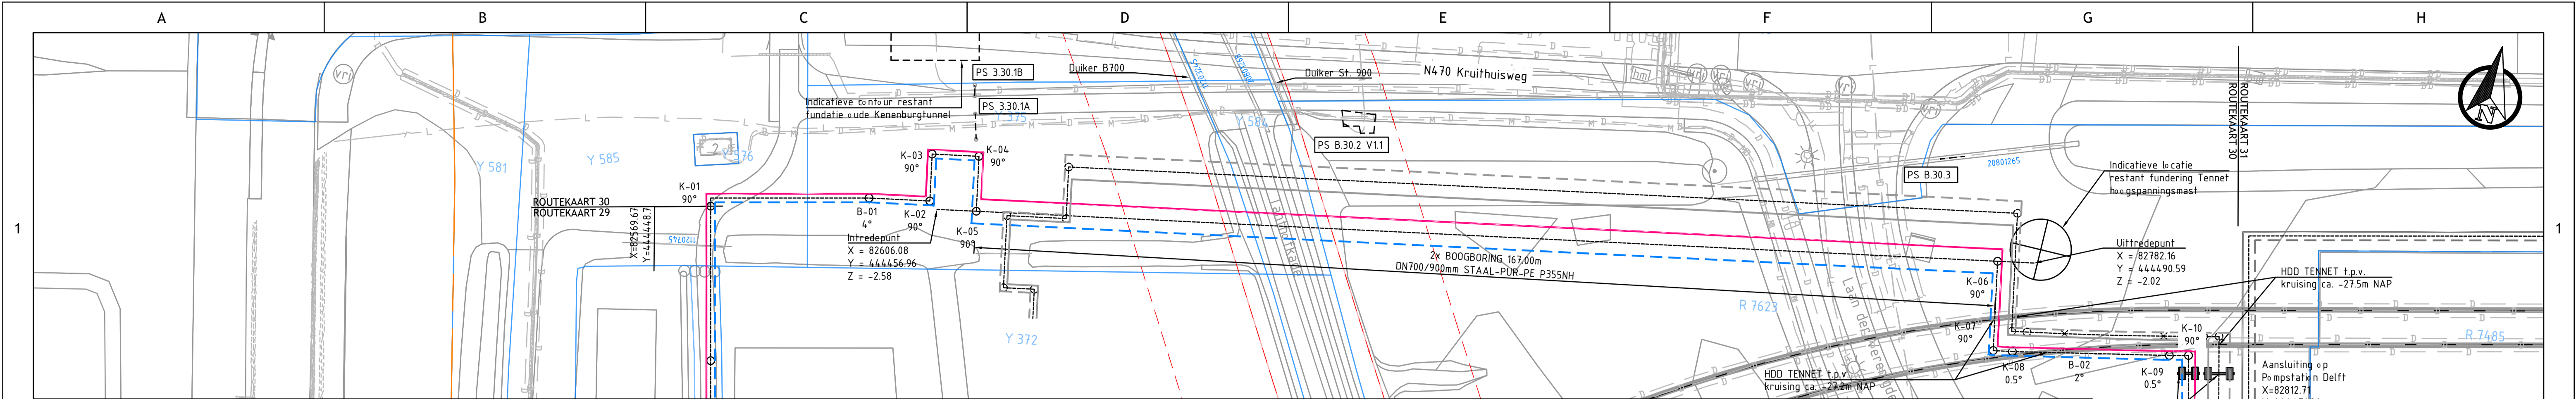 A
B
C
D
E
F
G
H
1
1
PS 3.30.1B
PS 3.30.1A
Indicatieve contour restant
fundatie oude Kenenburgtunnel
Duiker B700
Duiker St. 900
N470 Kruithuisweg
PS B.30.2 V1.1
PS B.30.3
20801265
ROUTEKAART 31
ROUTEKAART 30
N
Indicatieve locatie
restant fundering Tennet
hoogspanningsmast
Y 581
Y 585
Y 576
Y 375
Y 584
Y 372
R 7623
R 7485
ROUTEKAART 30
ROUTEKAART 29
X=82569.67
Y=444448.7
1120745
K-01
90°
B-01
4°
K-02
90°
K-03
90°
K-04
90°
K-05
90°
Intredepunt
X = 82606.08
Y = 444456.96
Z = -2.58
2x BOOGBORING 167.00m
DN700/900mm STAAL-PUR-PE P355NH
Uittredepunt
X = 82782.16
Y = 444490.59
Z = -2.02
K-06
90°
K-07
90°
K-08
0.5°
B-02
2°
K-09
0.5°
K-10
90°
HDD TENNET t.p.v.
kruising ca. -27.5m NAP
HDD TENNET t.p.v.
kruising ca. -27.2m NAP
Aansluiting op
Pompstation Delft
X=82812.71